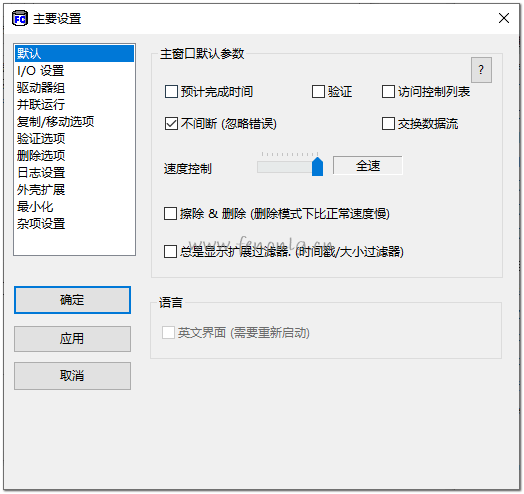 FC 主要设置
默认
I/O 设置
驱动器组
并联运行
复制/移动选项
验证选项
删除选项
日志设置
外壳扩展
最小化
杂项设置
确定
应用
取消
主窗口默认参数
?
预计完成时间 验证 访问控制列表
不间断 (忽略错误) 交换数据流
速度控制 全速
擦除 & 删除 (删除模式下比正常速度慢)
总是显示扩展过滤器. (时间戳/大小过滤器)
语言
英文界面 (需要重新启动)